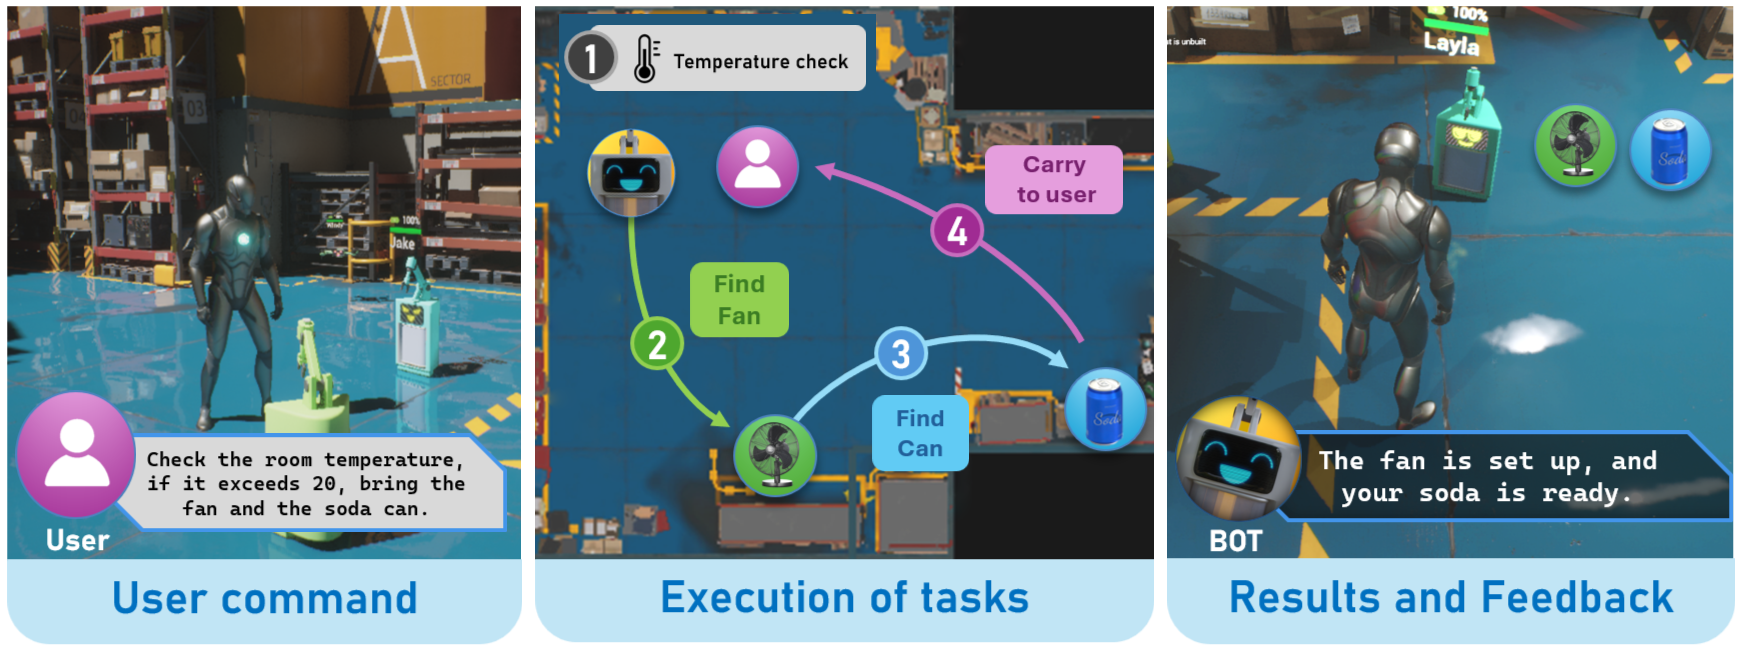 A
SECTOR
03
100%
Jake
Check the room temperature,
if it exceeds 20, bring the
fan and the soda can.
User
User command
1
Temperature check
Carry
to user
4
Find
Fan
2
3
Find
Can
Soda
Execution of tasks
100%
Layla
t is unbuilt
Soda
The fan is set up, and
your soda is ready.
BOT
Results and Feedback